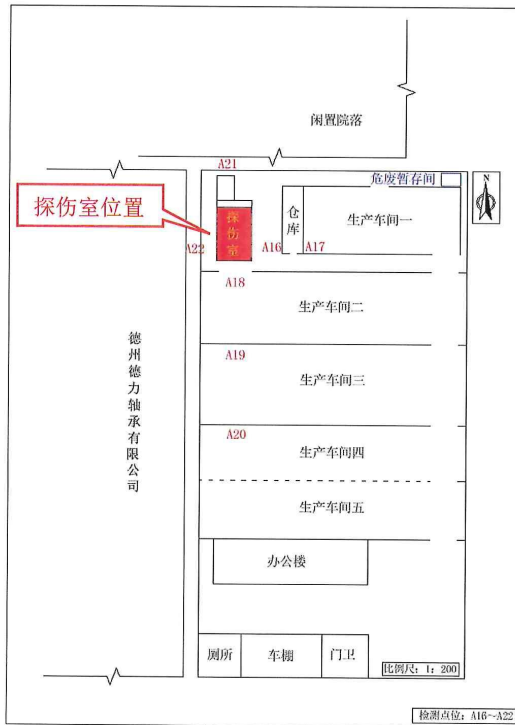 闲置院落
A21
危废暂存间
N
探伤室位置
探伤室
仓库
生产车间一
A22
A16
A17
A18
生产车间二
德州德力轴承有限公司
A19
生产车间三
A20
生产车间四
生产车间五
办公楼
厕所
车棚
门卫
比例尺：1：200
检测点位：A16~A22